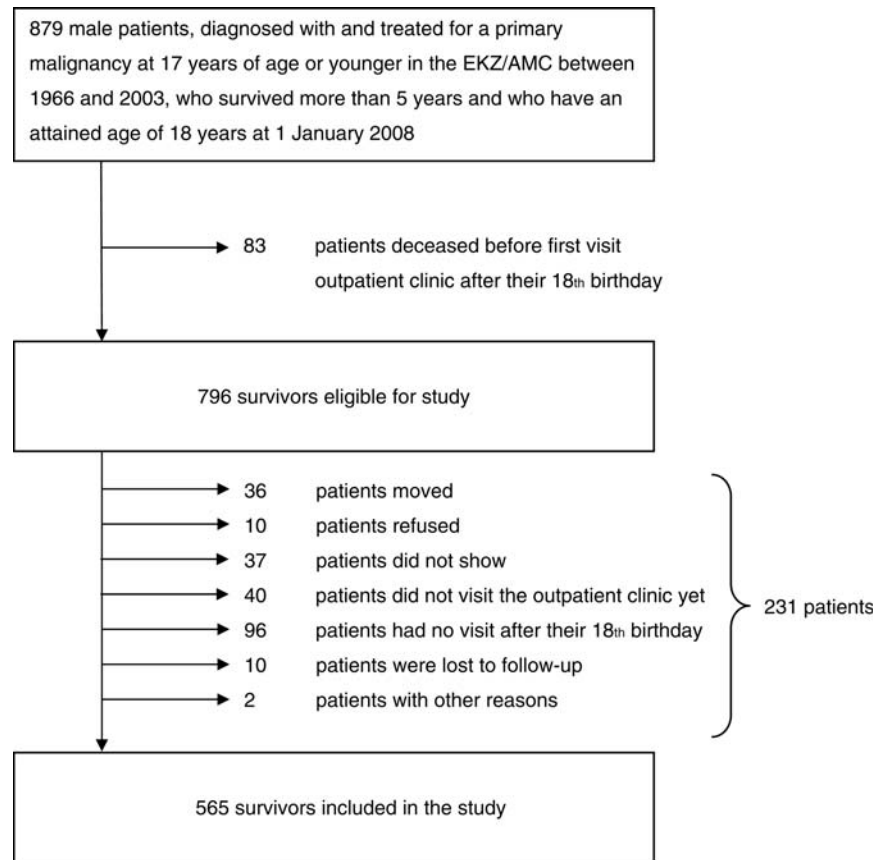 879 male patients, diagnosed with and treated for a primary
malignancy at 17 years of age or younger in the EKZ/AMC between
1966 and 2003, who survived more than 5 years and who have an
attained age of 18 years at 1 January 2008
83 patients deceased before first visit
outpatient clinic after their 18th birthday
796 survivors eligible for study
36 patients moved
10 patients refused
37 patients did not show
40 patients did not visit the outpatient clinic yet
96 patients had no visit after their 18th birthday
10 patients were lost to follow-up
2 patients with other reasons
231 patients
565 survivors included in the study